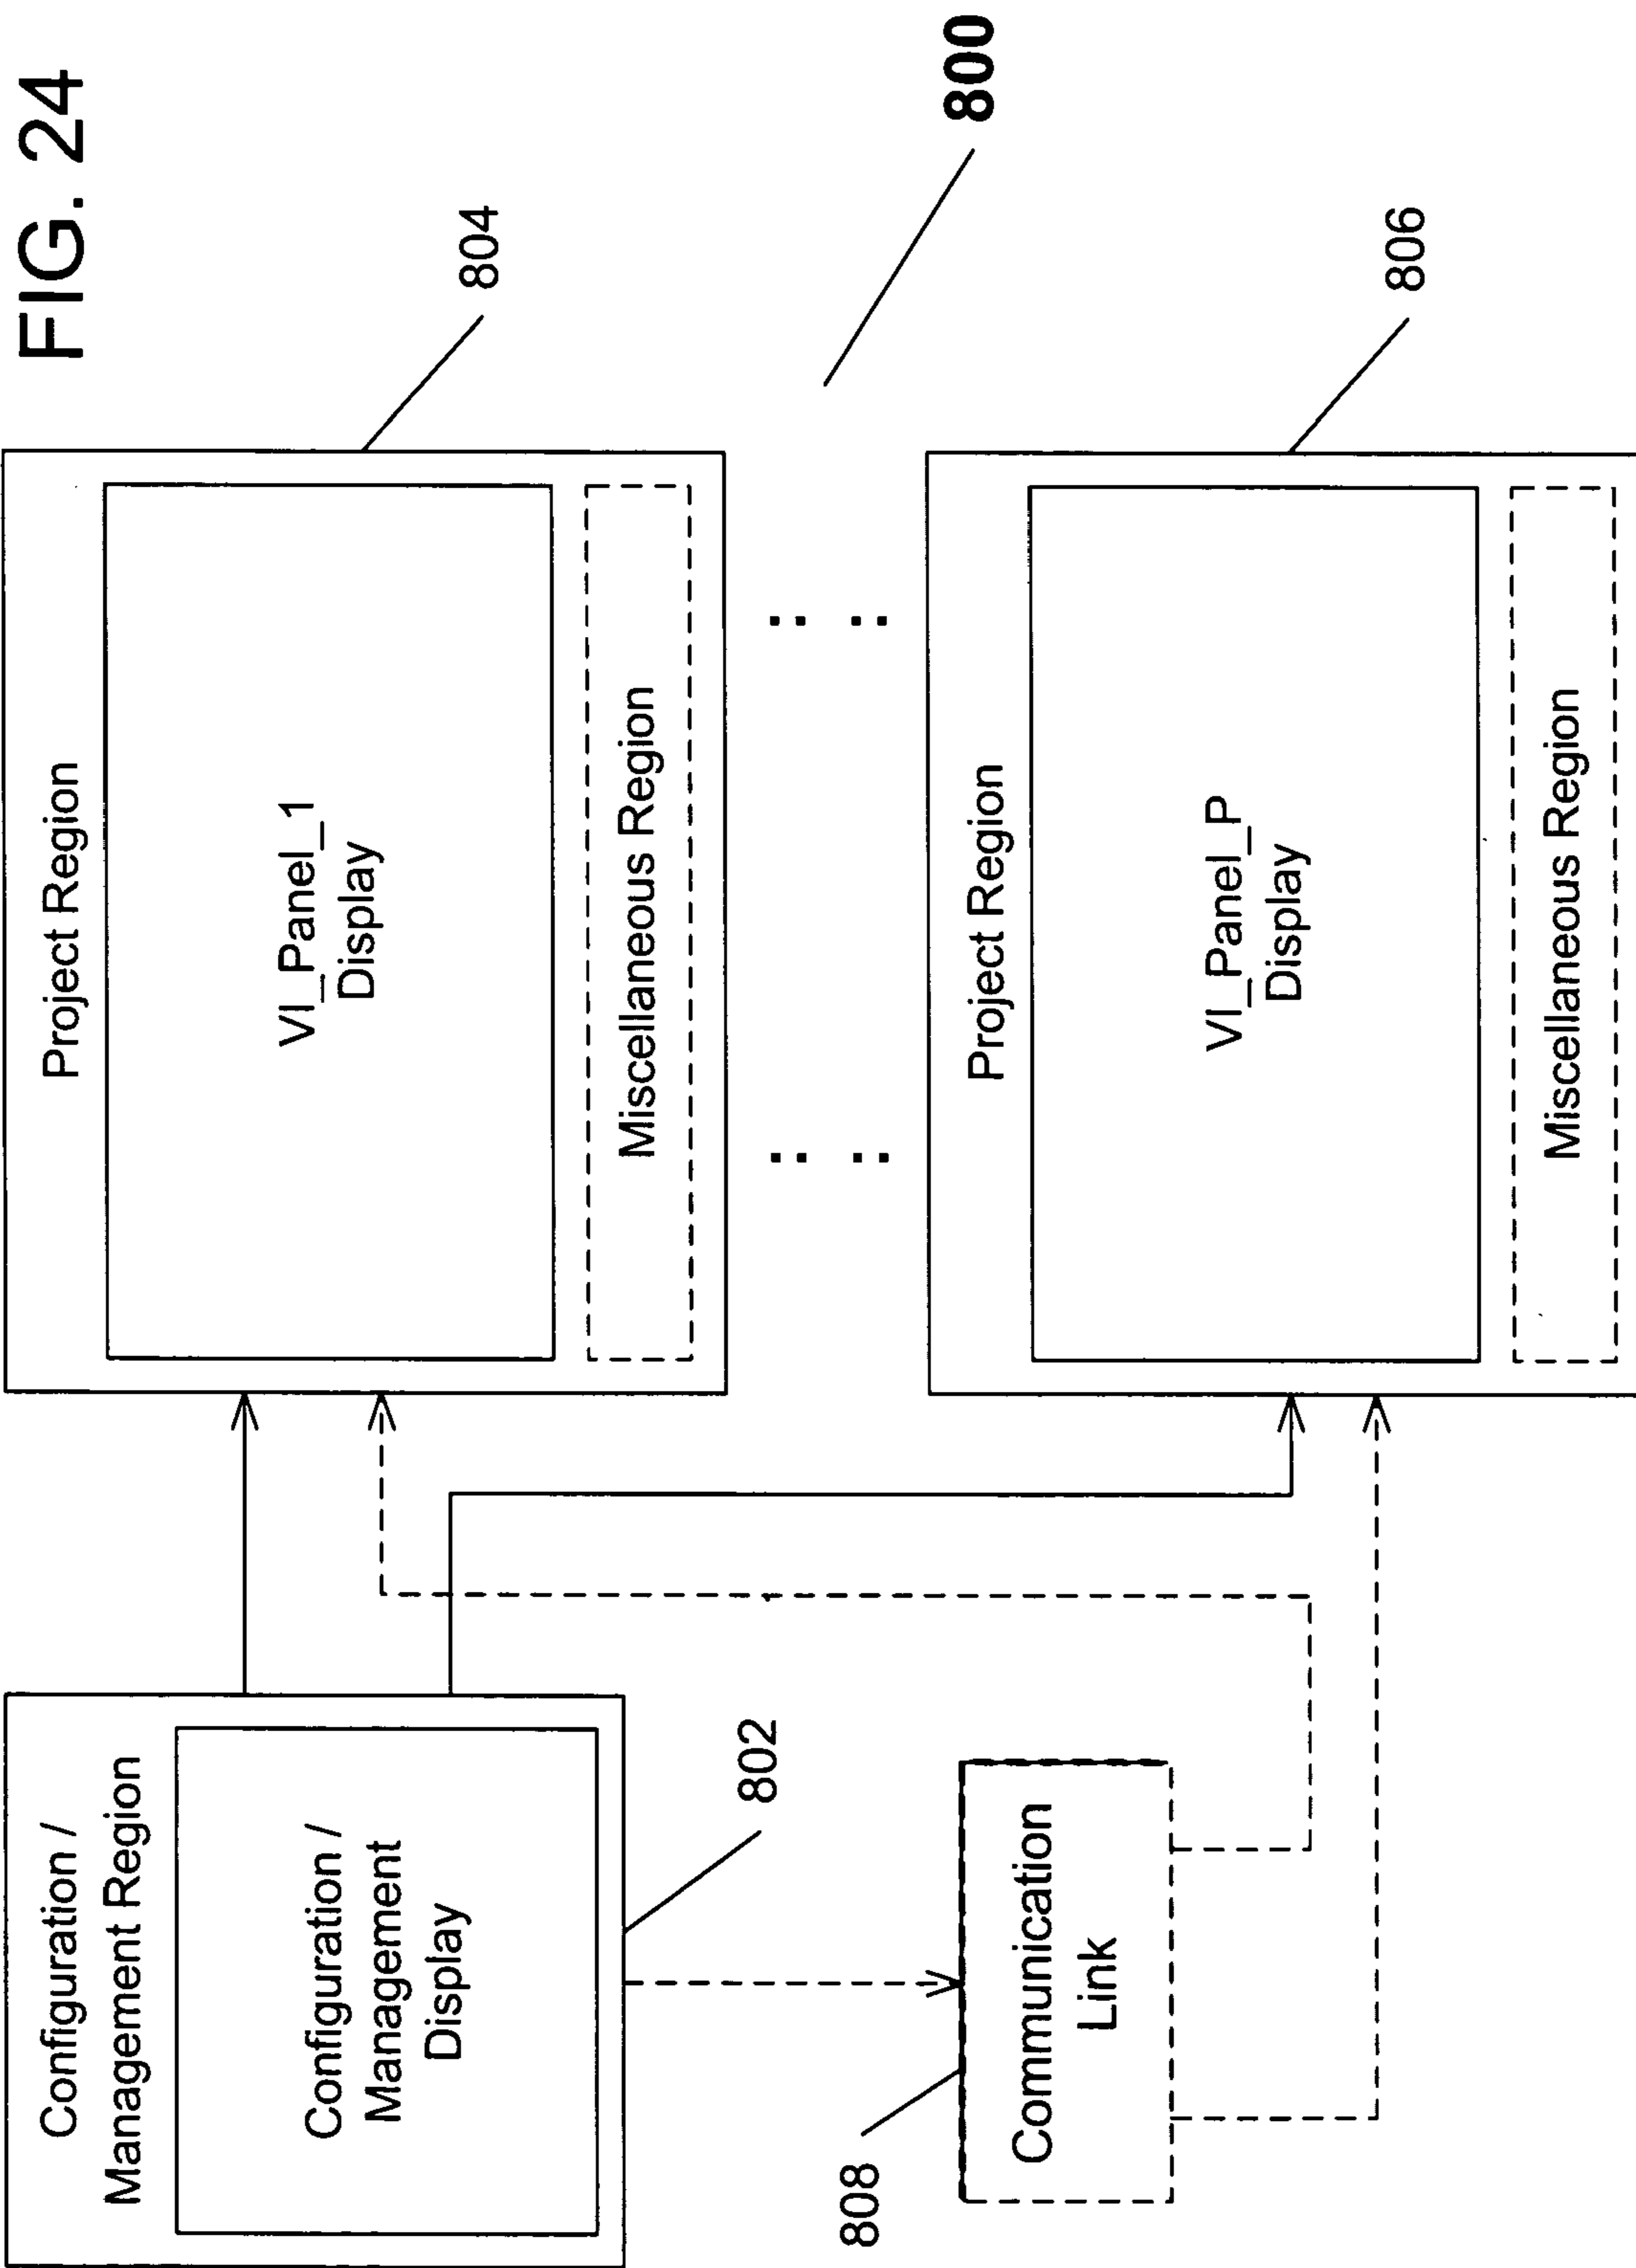 FIG. 24
Configuration /
Management Region
Configuration /
Management
Display
802
808
Communication
Link
Project Region
VI_Panel_1
Display
Miscellaneous Region
804
: :
: :
800
Project Region
VI_Panel_P
Display
Miscellaneous Region
806